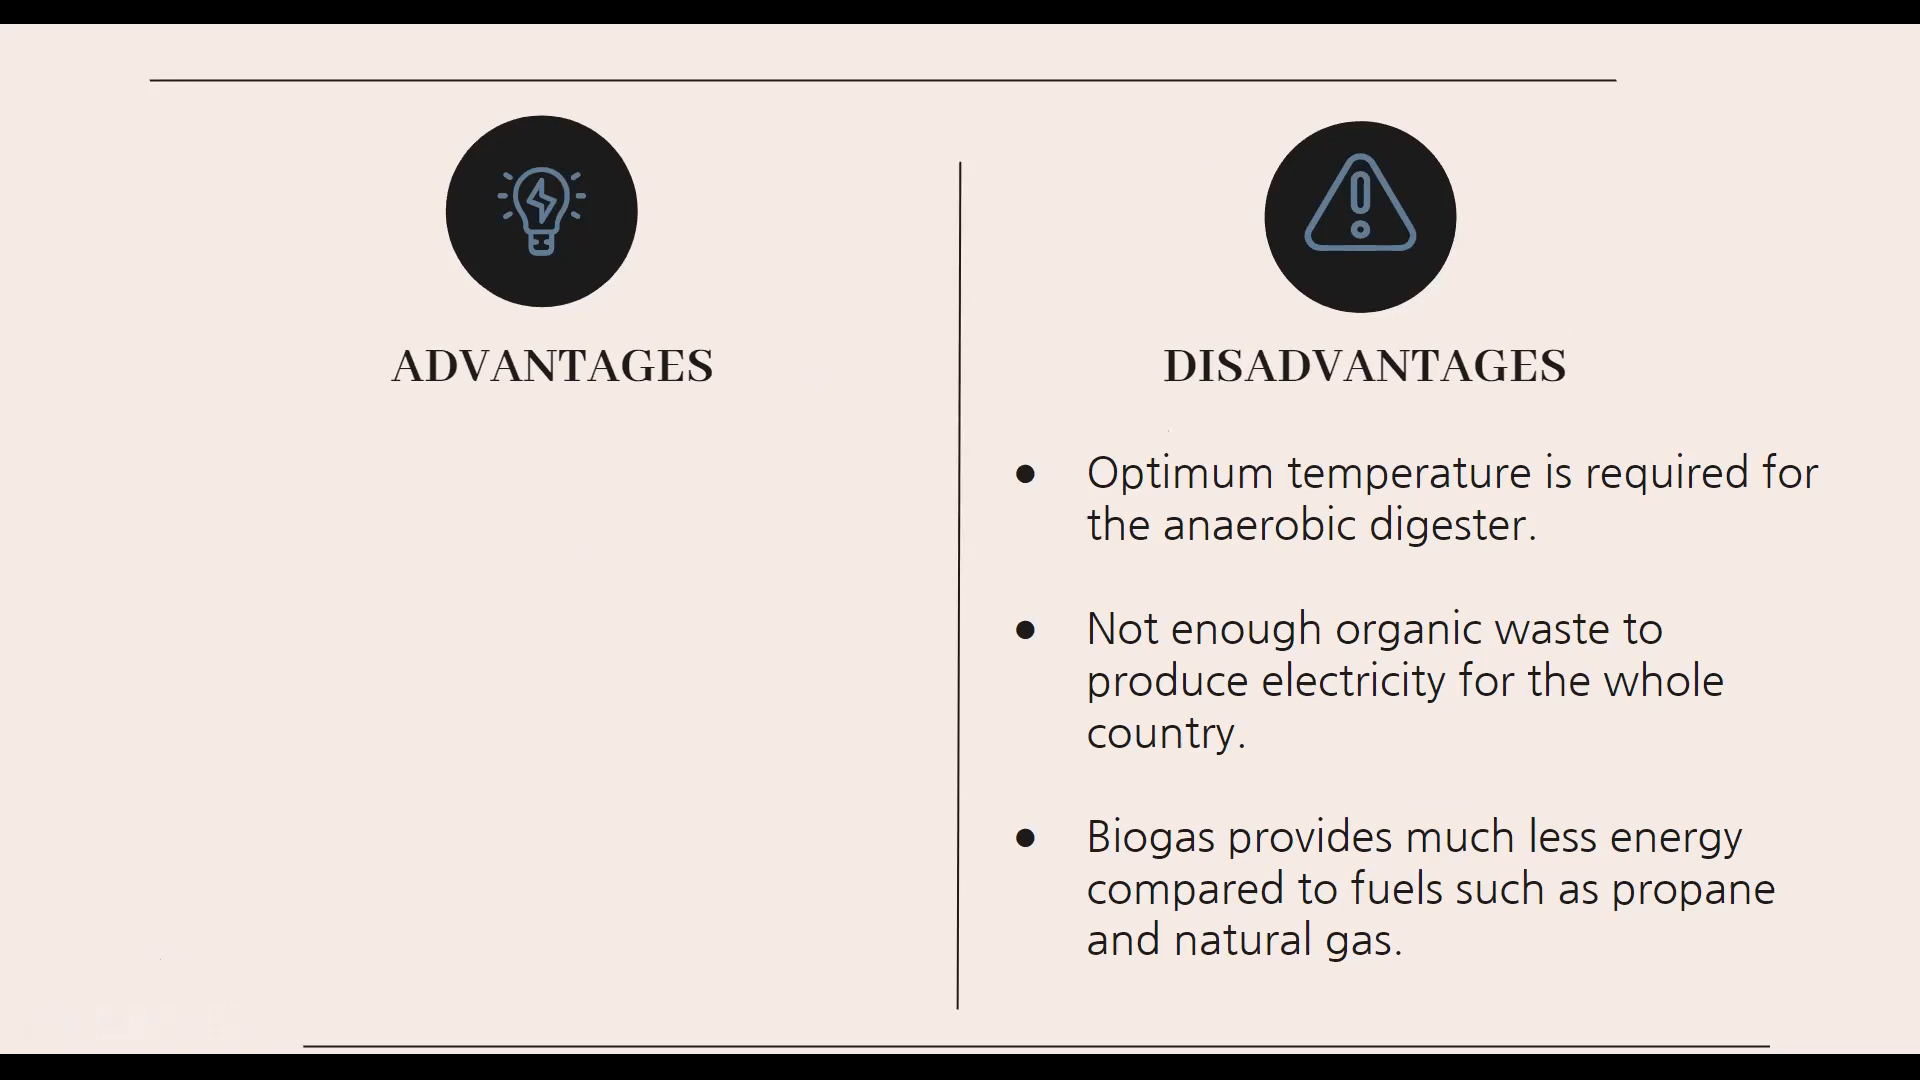 ADVANTAGES
DISADVANTAGES
● Optimum temperature is required for
the anaerobic digester.
● Not enough organic waste to
produce electricity for the whole
country.
● Biogas provides much less energy
compared to fuels such as propane
and natural gas.